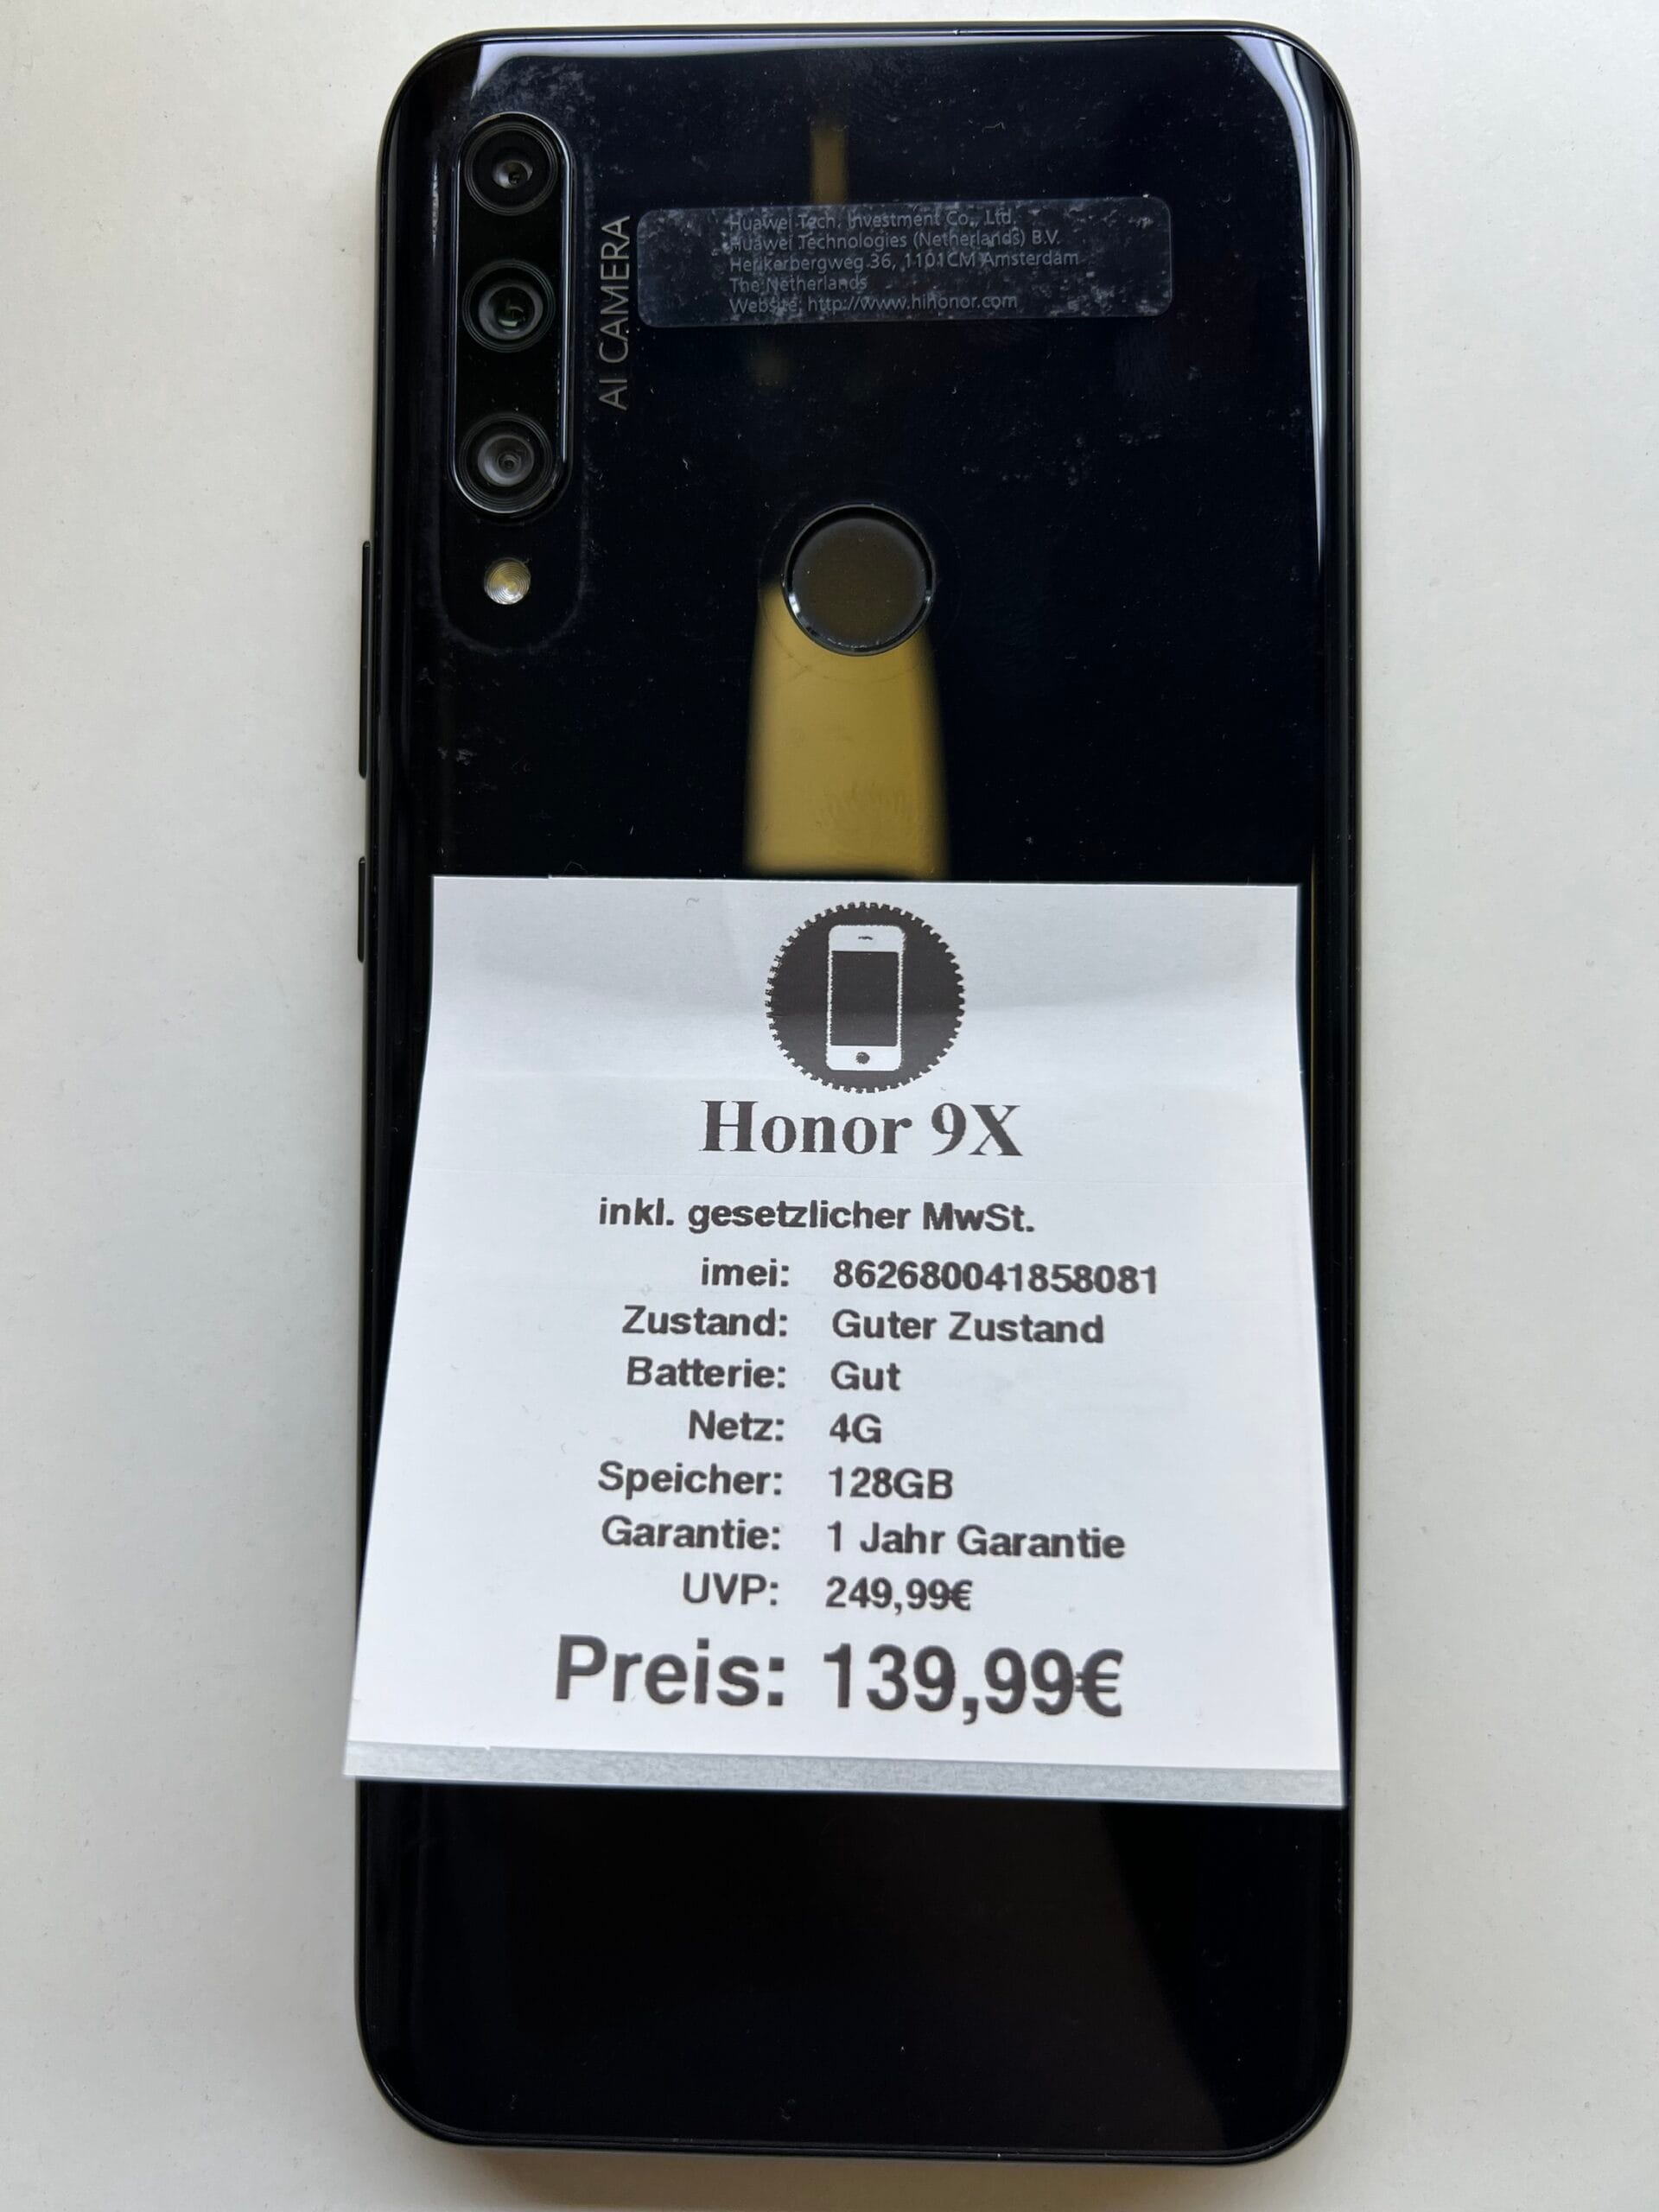 AI CAMERA
Huawei Tech. Investment Co., Ltd.
Huawei Technologies (Netherlands) B.V.
Herikerbergweg 36, 1101CM Amsterdam
The Netherlands
Website: http://www.hihonor.com
Honor 9X
inkl. gesetzlicher MwSt.
imei: 862680041858081
Zustand: Guter Zustand
Batterie: Gut
Netz: 4G
Speicher: 128GB
Garantie: 1 Jahr Garantie
UVP: 249,99€
Preis: 139,99€